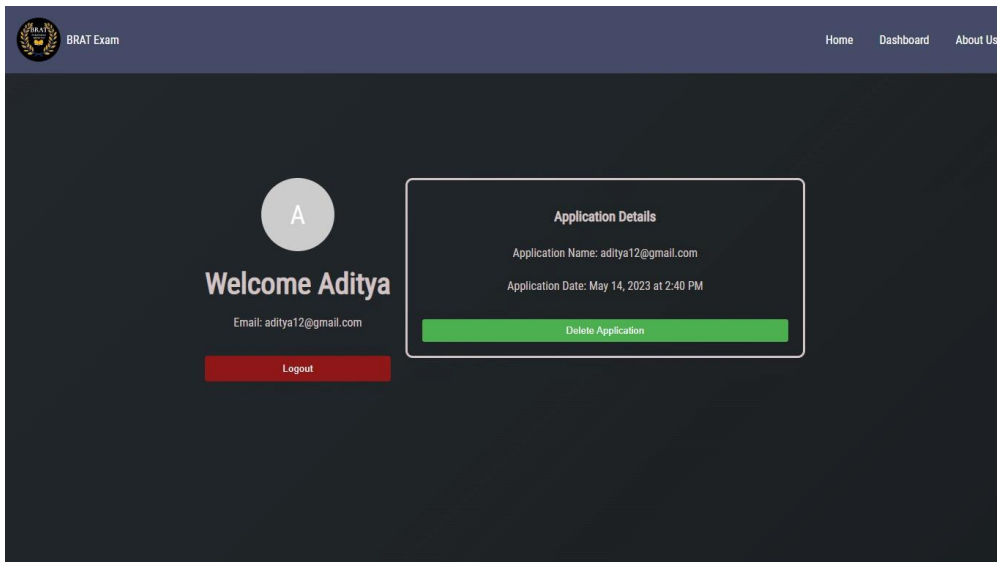 BRAT
BRAT Exam
Home
Dashboard
About Us
A
Welcome Aditya
Email: aditya12@gmail.com
Logout
Application Details
Application Name: aditya12@gmail.com
Application Date: May 14, 2023 at 2:40 PM
Delete Application